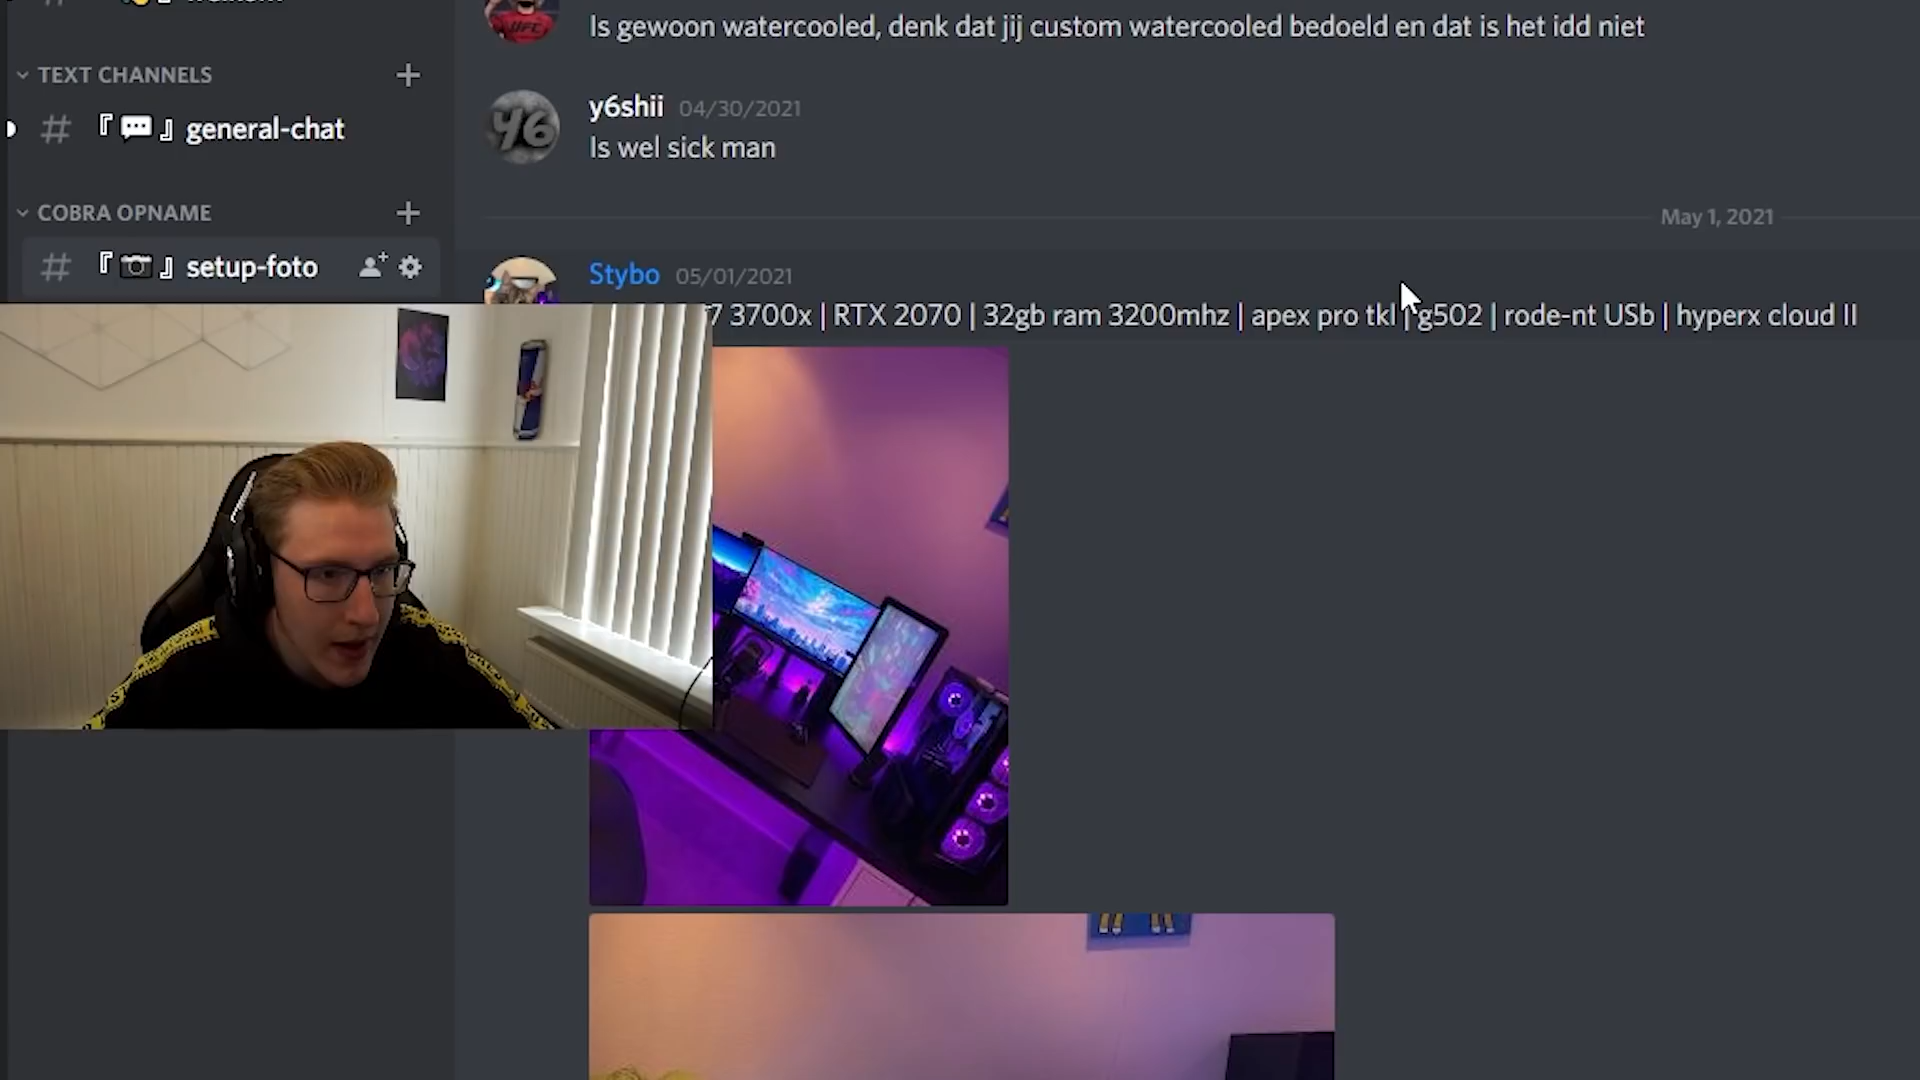 Is gewoon watercooled, denk dat jij custom watercooled bedoeld en dat is het idd niet
TEXT CHANNELS
general-chat
COBRA OPNAME
setup-foto
y6shii 04/30/2021
Is wel sick man
May 1, 2021
Stybo 05/01/2021
3700x | RTX 2070 | 32gb ram 3200mhz | apex pro tkl | g502 | rode-nt USb | hyperx cloud II
Y6
UFC